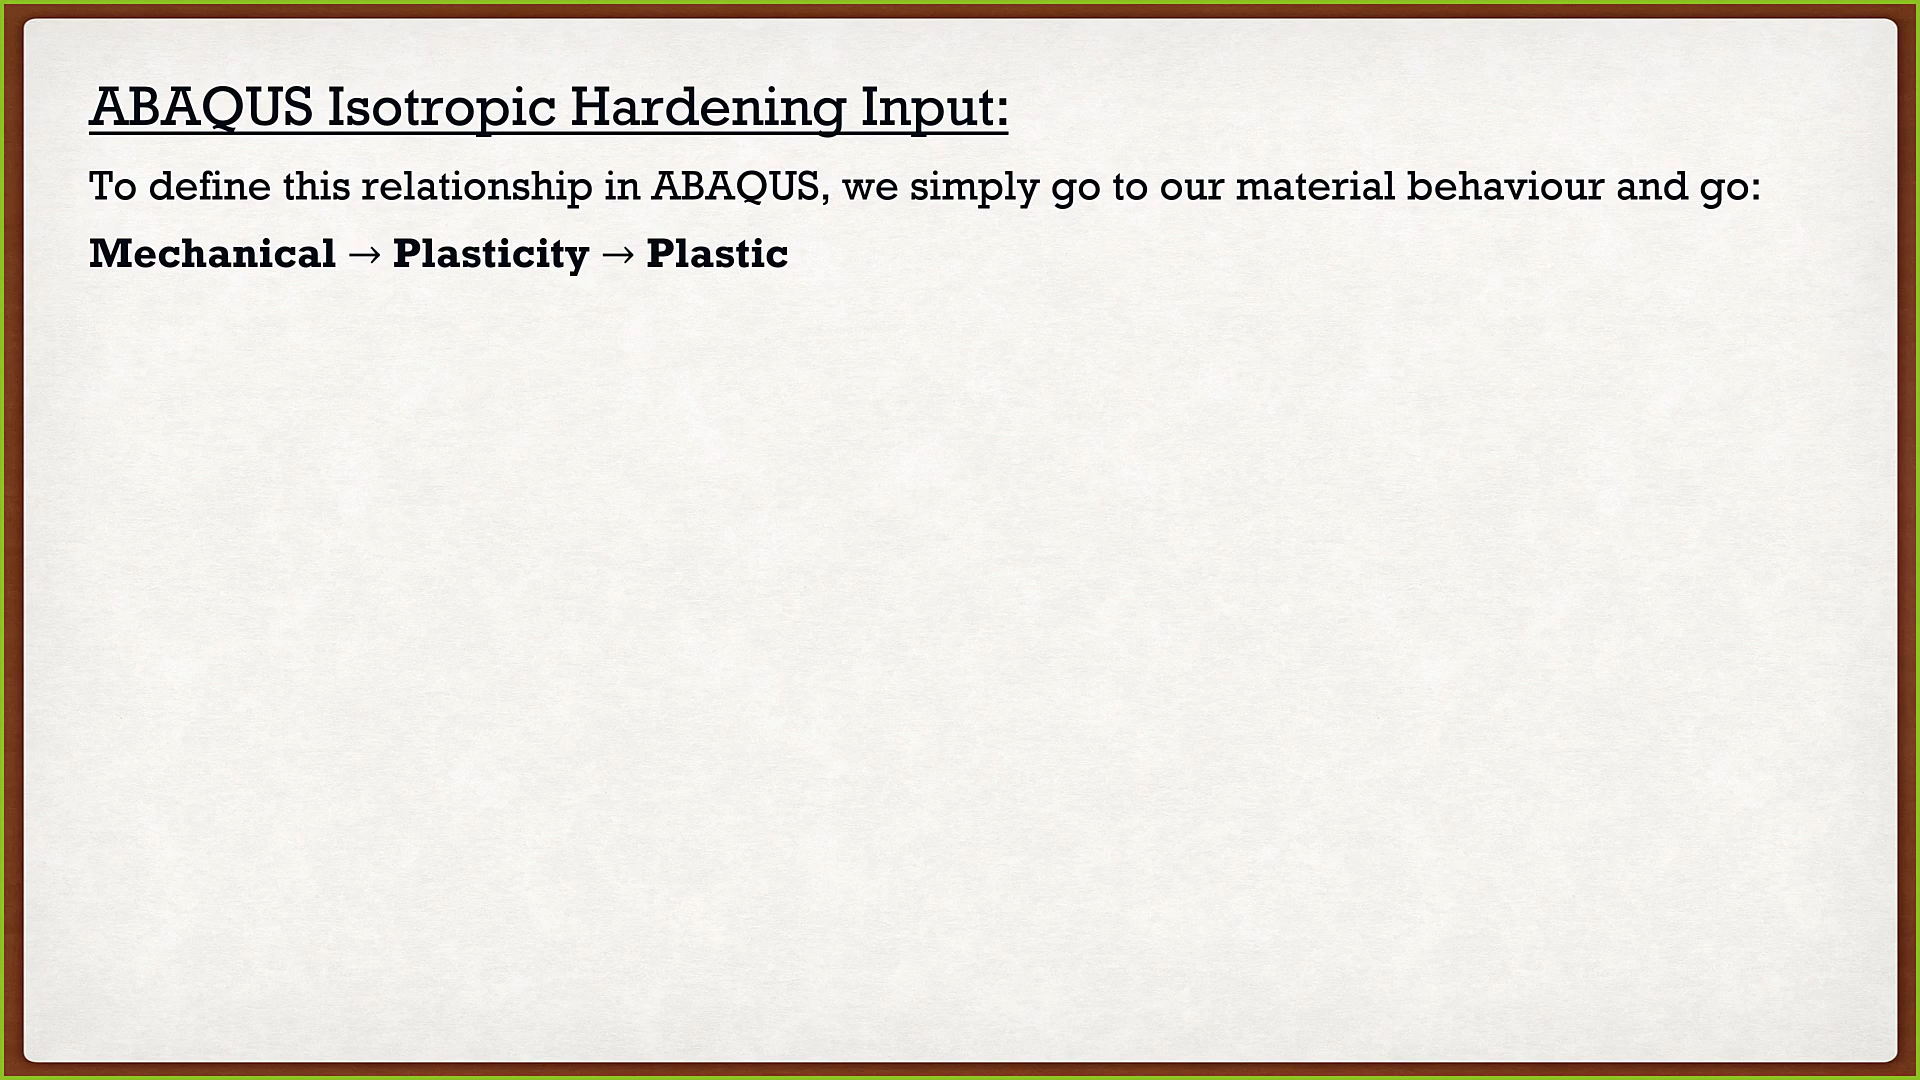 ABAQUS Isotropic Hardening Input:
To define this relationship in ABAQUS, we simply go to our material behaviour and go:
Mechanical → Plasticity → Plastic